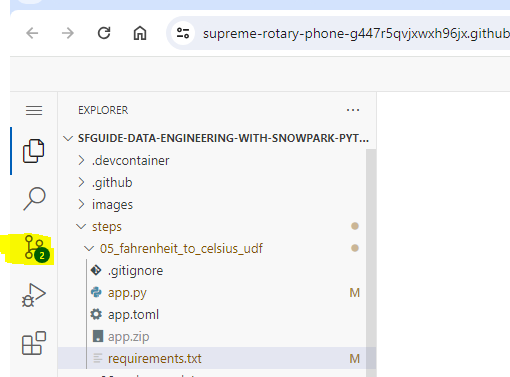 supreme-rotary-phone-g447r5qvjxwxh96jx.github
EXPLORER
SFGUIDE-DATA-ENGINEERING-WITH-SNOWPARK-PYT...
.devcontainer
.github
images
steps
05_fahrenheit_to_celsius_udf
.gitignore
app.py M
app.toml
app.zip
requirements.txt M
2